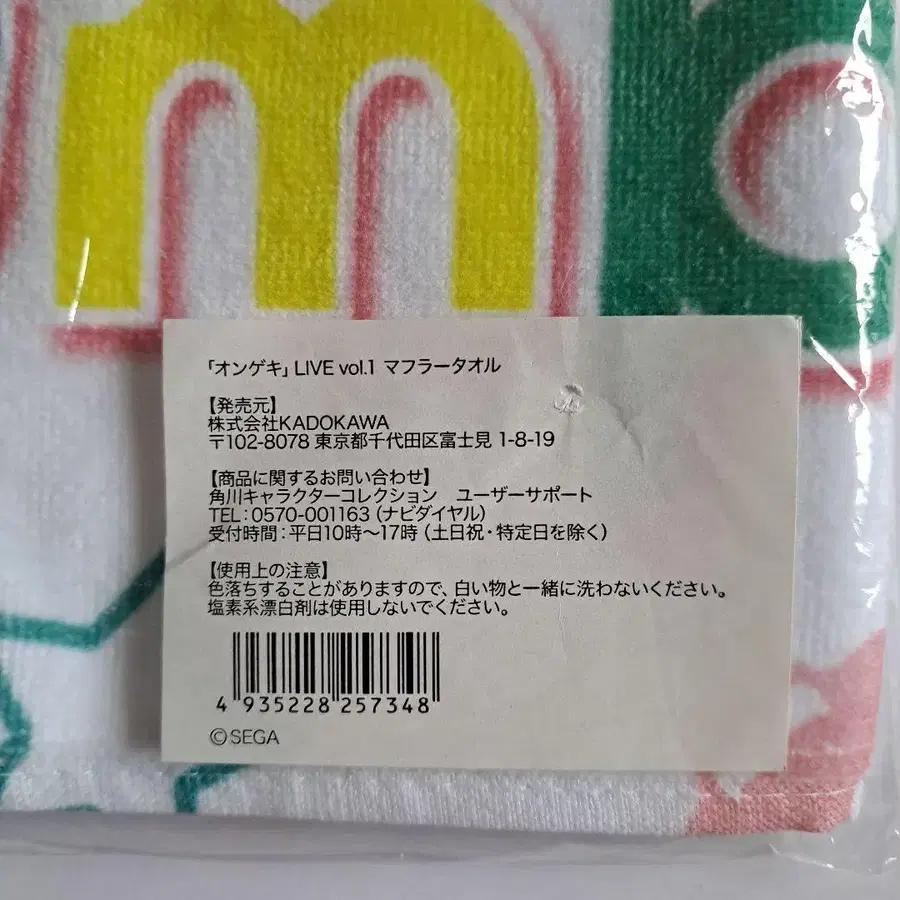 m
「オンゲキ」LIVE vol.1 マフラータオル
【発売元】
株式会社KADOKAWA
〒102-8078 東京都千代田区富士見 1-8-19
【商品に関するお問い合わせ】
角川キャラクターコレクション　ユーザーサポート
TEL：0570-001163（ナビダイヤル）
受付時間：平日10時～17時（土日祝・特定日を除く）
【使用上の注意】
色落ちすることがありますので、白い物と一緒に洗わないください。
塩素系漂白剤は使用しないでください。
4 935228 257348
©SEGA